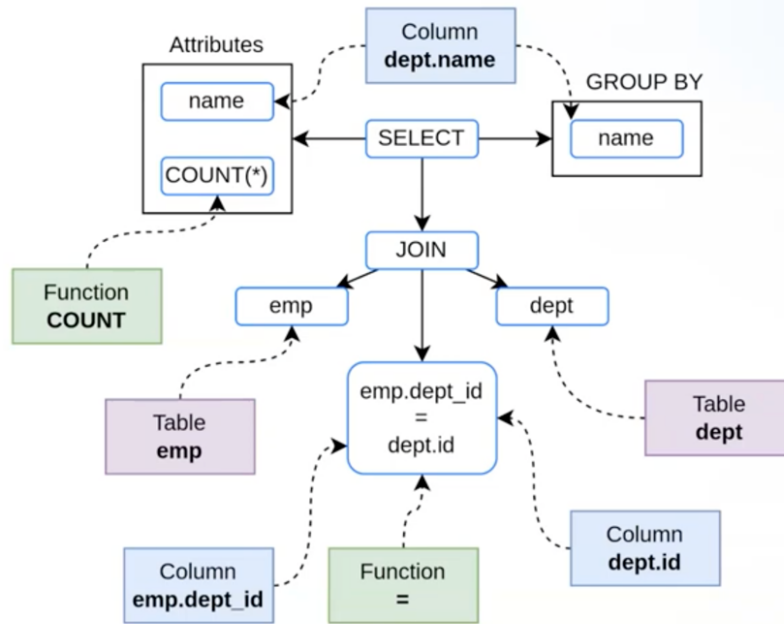 Column
dept.name
Attributes
GROUP BY
name
SELECT
name
COUNT(*)
JOIN
Function
COUNT
emp
dept
Table
emp
emp.dept_id
=
dept.id
Table
dept
Column
emp.dept_id
Function
=
Column
dept.id